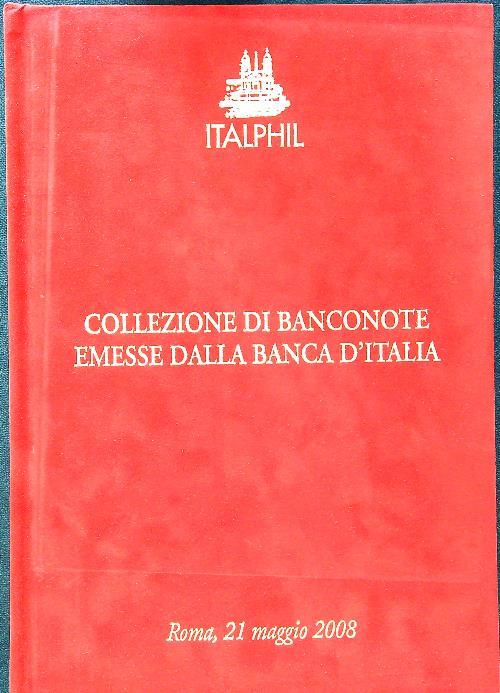 ITALPHIL
COLLEZIONE DI BANCONOTE
EMESSE DALLA BANCA D'ITALIA
Roma, 21 maggio 2008